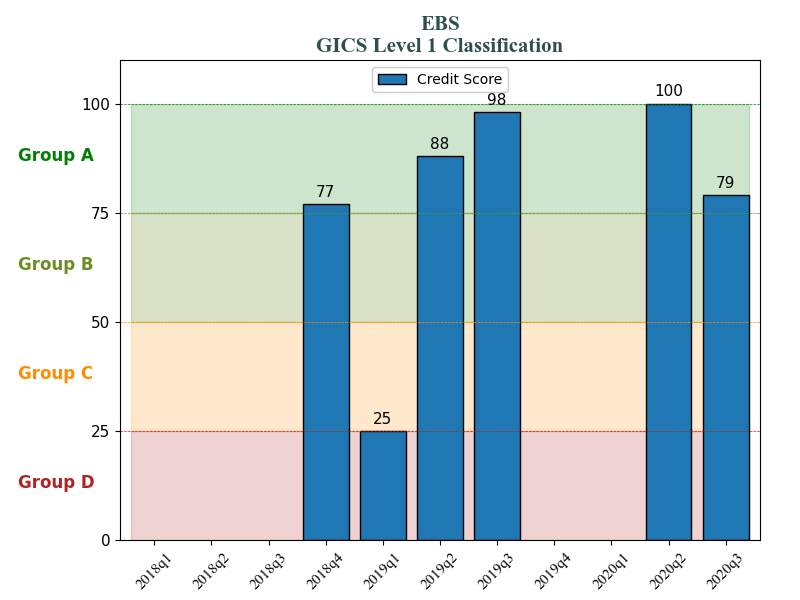 EBS
GICS Level 1 Classification
Credit Score
100
75
50
25
0
Group A
Group B
Group C
Group D
77
25
88
98
100
79
2018q1
2018q2
2018q3
2018q4
2019q1
2019q2
2019q3
2019q4
2020q1
2020q2
2020q3